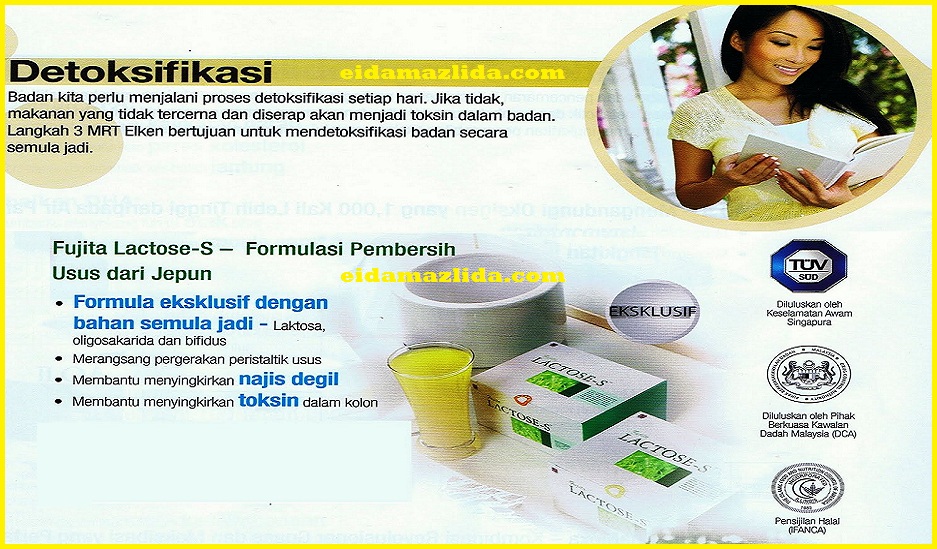 Detoksifikasi
eidamazlida.com
Badan kita perlu menjalani proses detoksifikasi setiap hari. Jika tidak,
makanan yang tidak tercerna dan diserap akan menjadi toksin dalam badan.
Langkah 3 MRT Elken bertujuan untuk mendetoksifikasi badan secara
semula jadi.
Fujita Lactose-S – Formulasi Pembersih
Usus dari Jepun
eidamazlida.com
• Formula eksklusif dengan
bahan semula jadi - Laktosa,
oligosakarida dan bifidus
• Merangsang pergerakan peristaltik usus
• Membantu menyingkirkan najis degil
• Membantu menyingkirkan toksin dalam kolon
EKSKLUSIF
LACTOSE-S
LACTOSE-S
LACTOSE-S
LACTOSE-S
TÜV
SÜD
Diluluskan oleh
Keselamatan Awam
Singapura
Diluluskan oleh Pihak
Berkuasa Kawalan
Dadah Malaysia (DCA)
Pensijilan Halal
(IFANCA)
eidamazlida.com